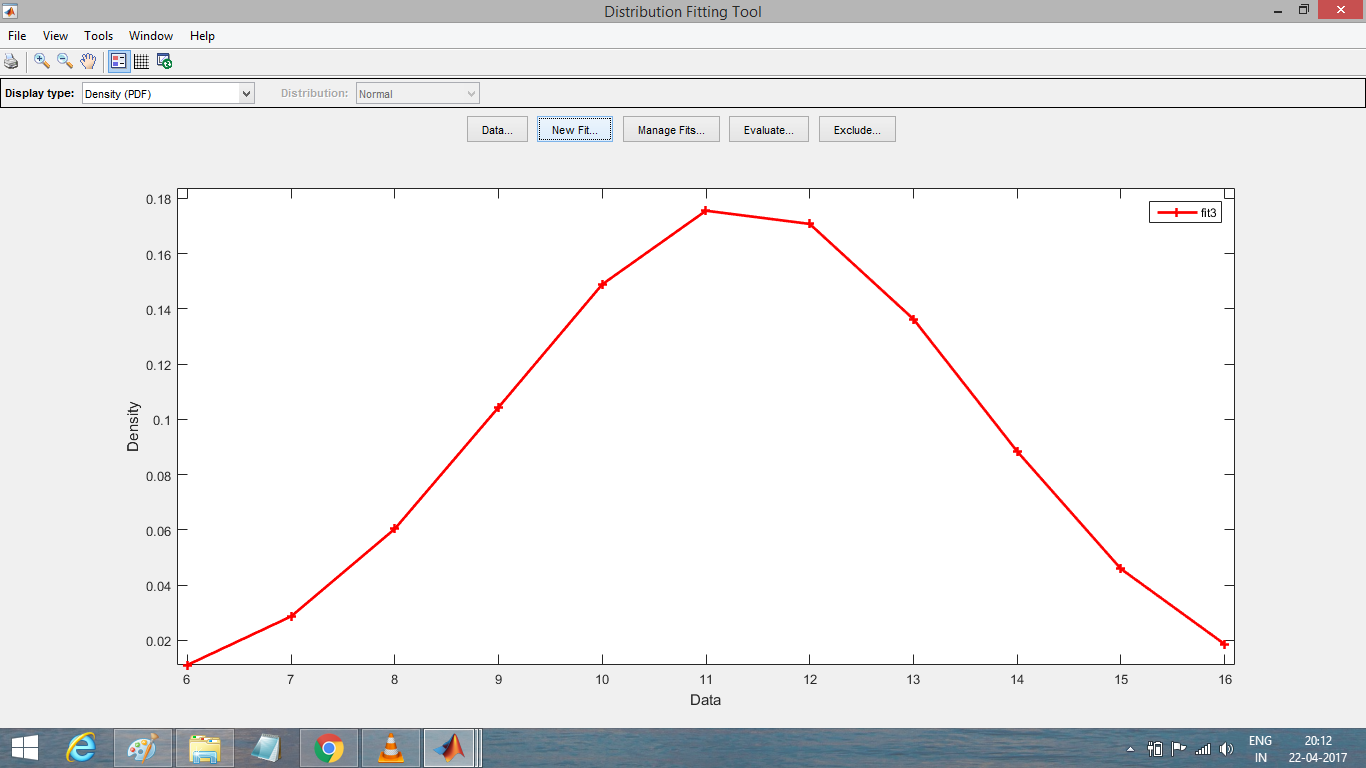 Distribution Fitting Tool
File View Tools Window Help
Display type: Density (PDF) Distribution: Normal
Data... New Fit... Manage Fits... Evaluate... Exclude...
0.18
fit3
0.16
0.14
0.12
0.1
0.08
0.06
0.04
0.02
Density
6 7 8 9 10 11 12 13 14 15 16
Data
ENG 20:12
IN 22-04-2017